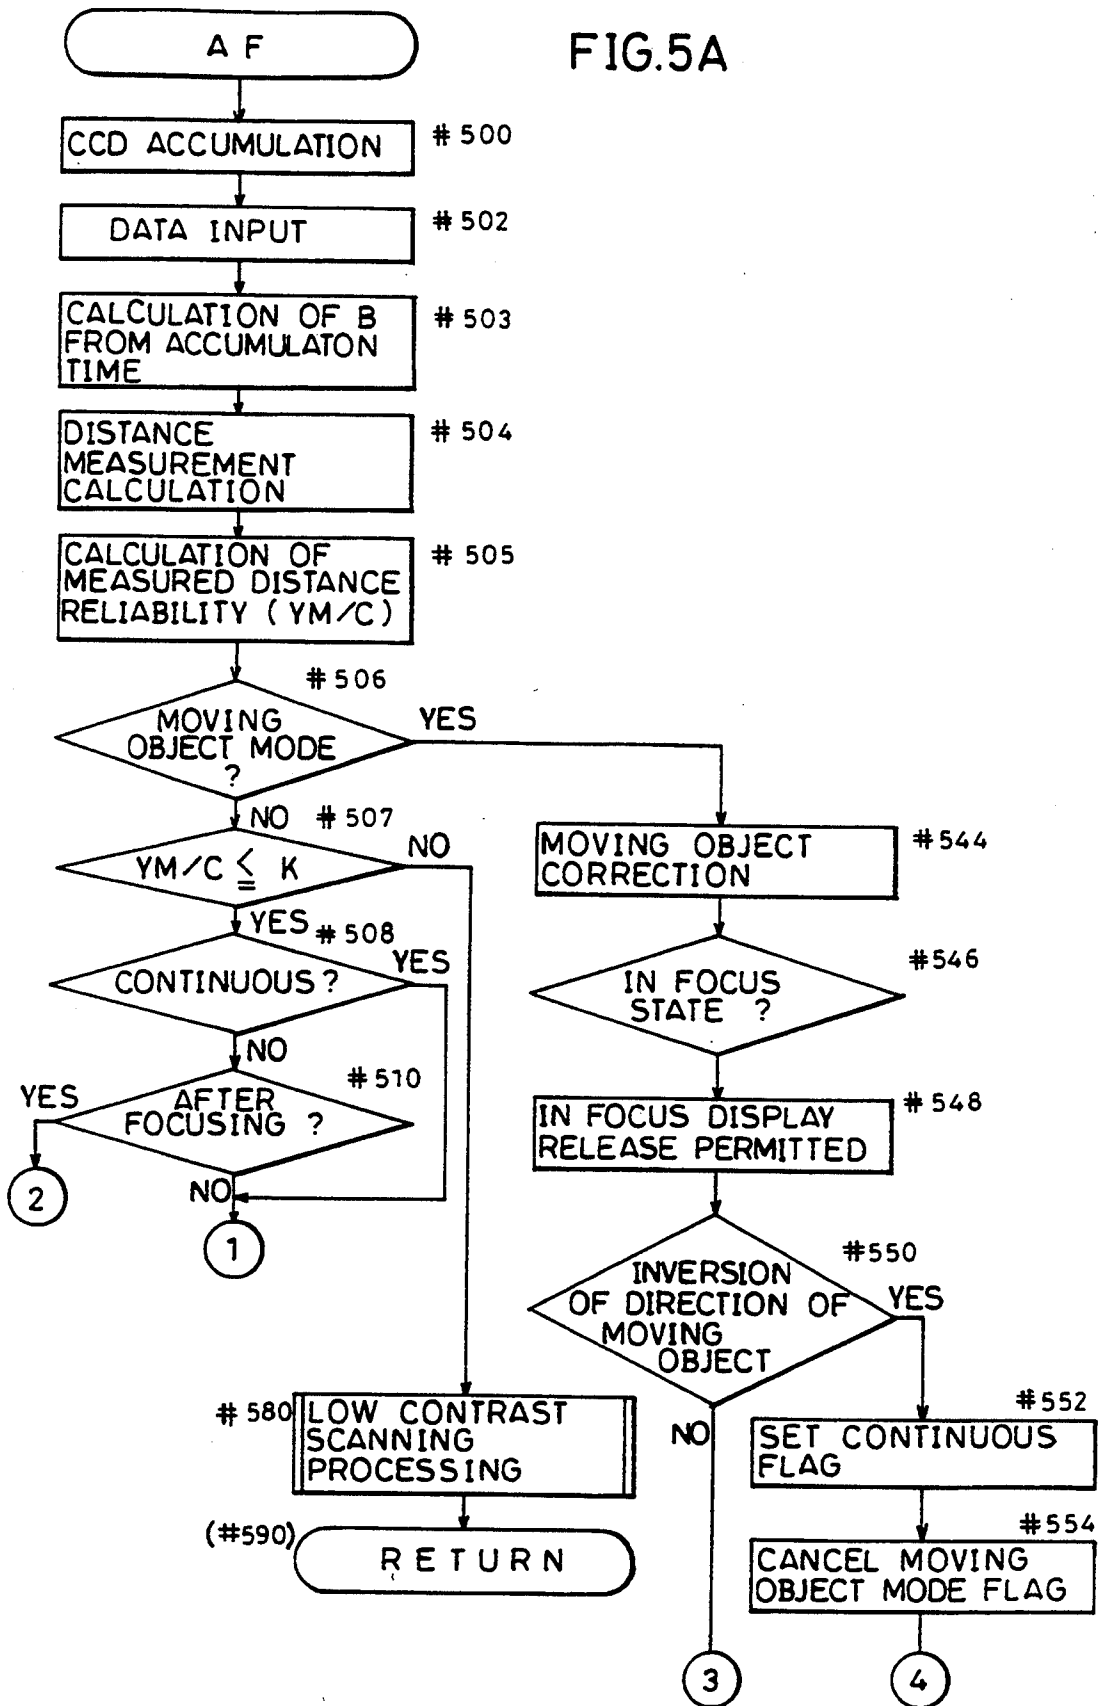 FIG.5A
AF
CCD ACCUMULATION
#500
DATA INPUT
#502
CALCULATION OF B
FROM ACCUMULATON
TIME
#503
DISTANCE
MEASUREMENT
CALCULATION
#504
CALCULATION OF
MEASURED DISTANCE
RELIABILITY (YM/C)
#505
#506
MOVING
OBJECT MODE
?
YES
NO
#507
YM/C ≦ K
NO
YES
#508
CONTINUOUS?
YES
NO
#510
AFTER
FOCUSING ?
YES
2
NO
1
#580
LOW CONTRAST
SCANNING
PROCESSING
(#590)
RETURN
MOVING OBJECT
CORRECTION
#544
#546
IN FOCUS
STATE ?
IN FOCUS DISPLAY
RELEASE PERMITTED
#548
#550
INVERSION
OF DIRECTION OF
MOVING
OBJECT
YES
NO
#552
SET CONTINUOUS
FLAG
#554
CANCEL MOVING
OBJECT MODE FLAG
3
4